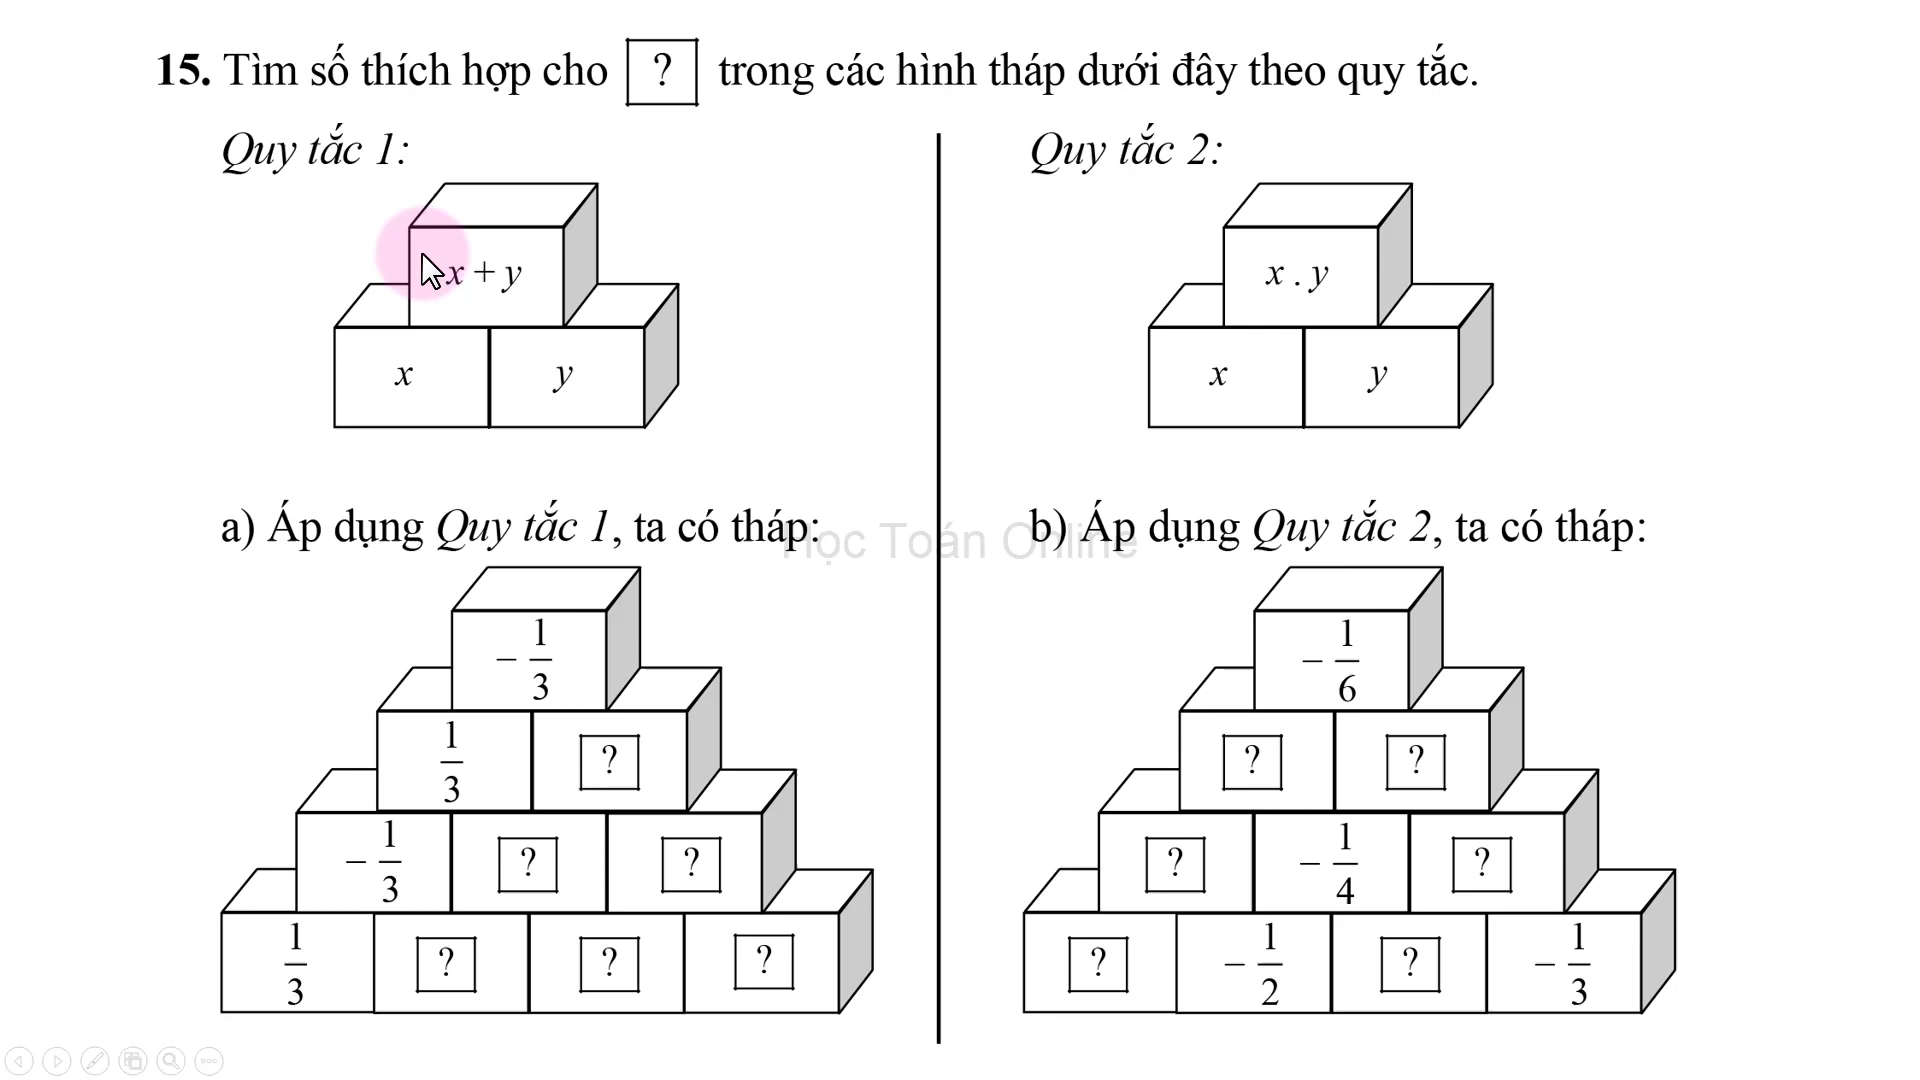 15. Tìm số thích hợp cho ? trong các hình tháp dưới đây theo quy tắc.
Quy tắc 1:
x + y
x y
a) Áp dụng Quy tắc 1, ta có tháp:
-1/3
1/3 ?
-1/3 ? ?
1/3 ? ? ?
Quy tắc 2:
x . y
x y
b) Áp dụng Quy tắc 2, ta có tháp:
-1/6
? ?
? -1/4 ?
? -1/2 ? -1/3
Học Toán Online